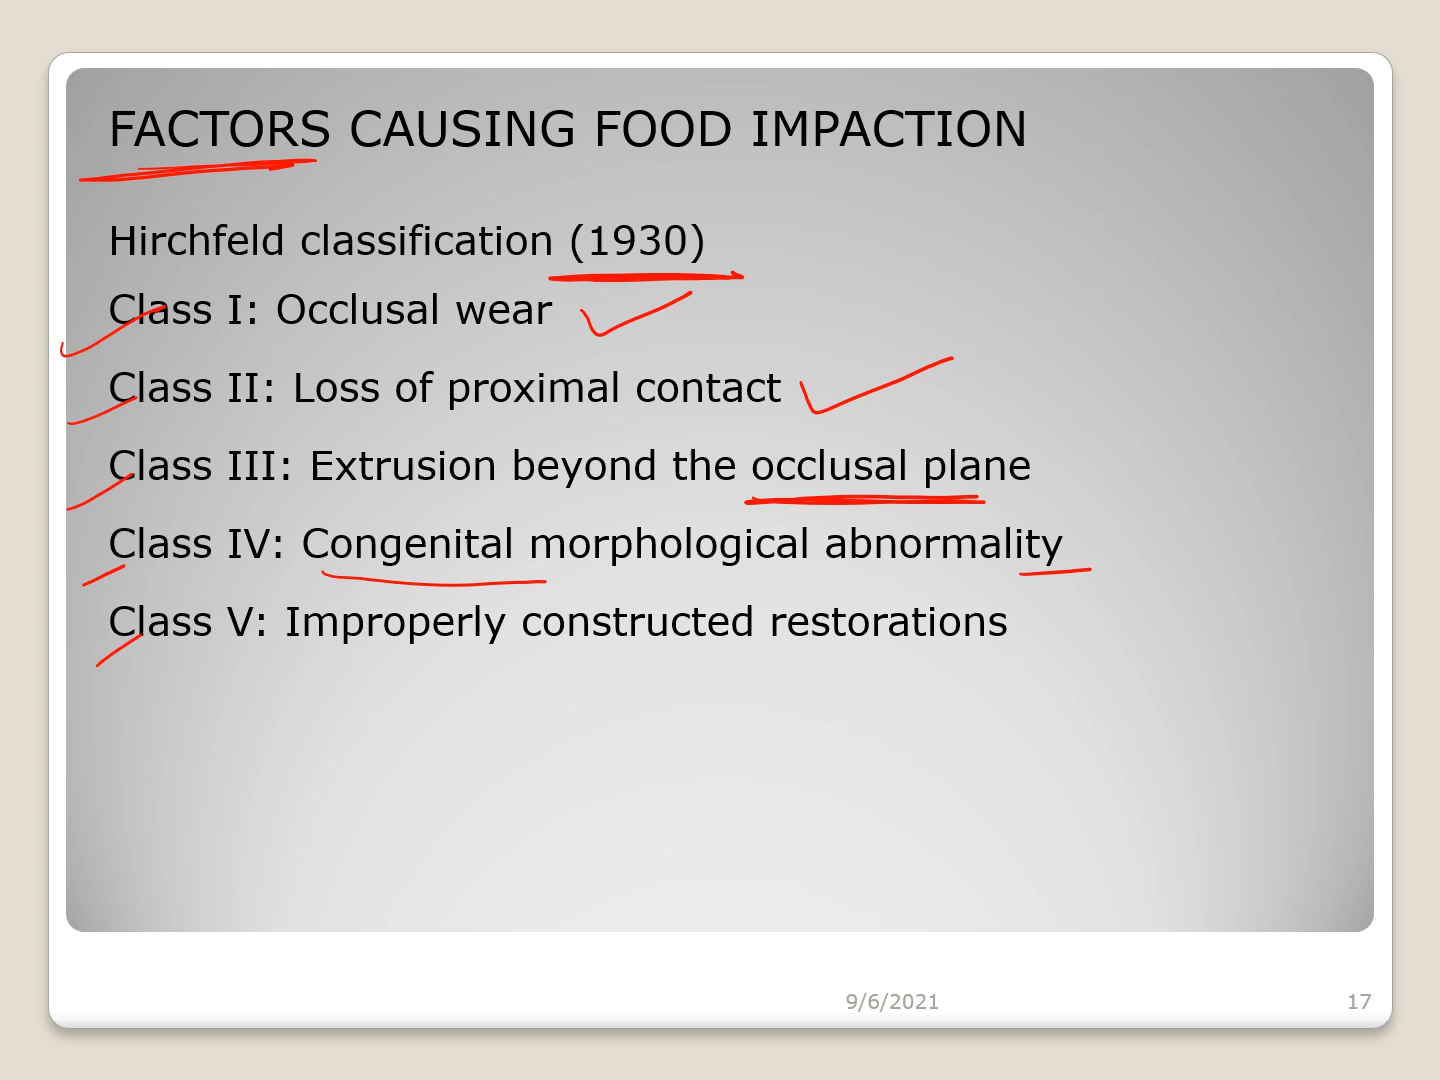 FACTORS CAUSING FOOD IMPACTION
Hirchfeld classification (1930)
Class I: Occlusal wear
Class II: Loss of proximal contact
Class III: Extrusion beyond the occlusal plane
Class IV: Congenital morphological abnormality
Class V: Improperly constructed restorations
9/6/2021 17